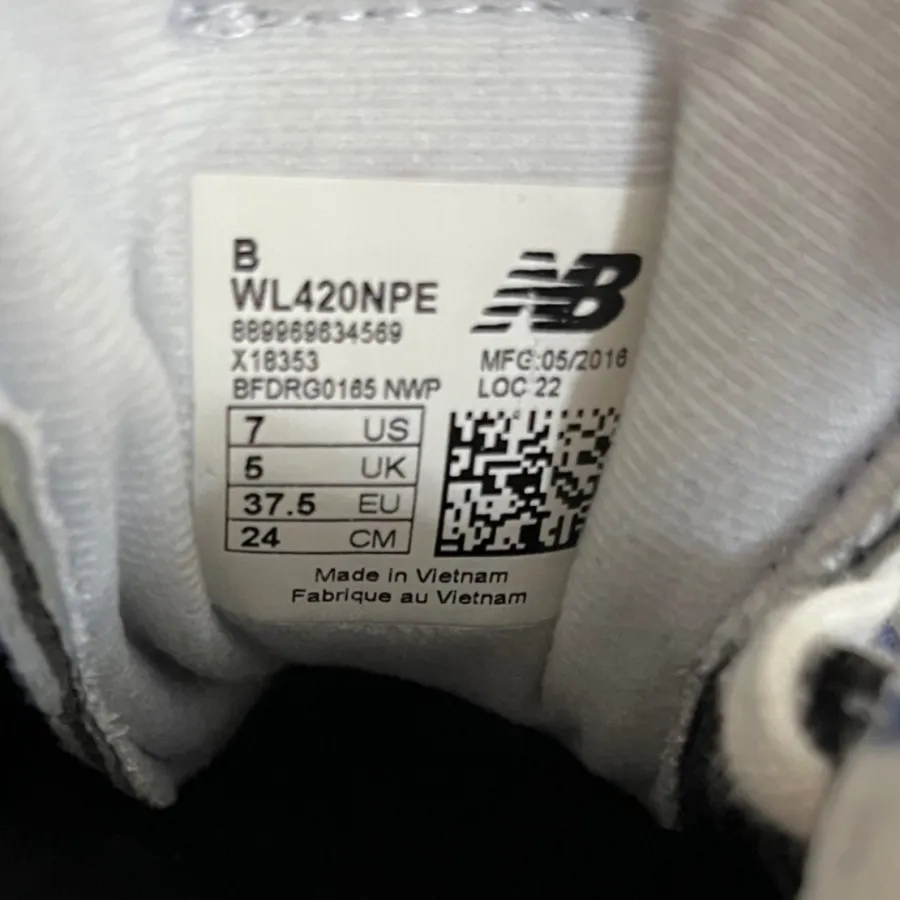 B
WL420NPE
NB
889969634569
X18353
MFG:05/2016
BFDRG0165 NWP
LOC 22
7 US
5 UK
37.5 EU
24 CM
Made in Vietnam
Fabrique au Vietnam